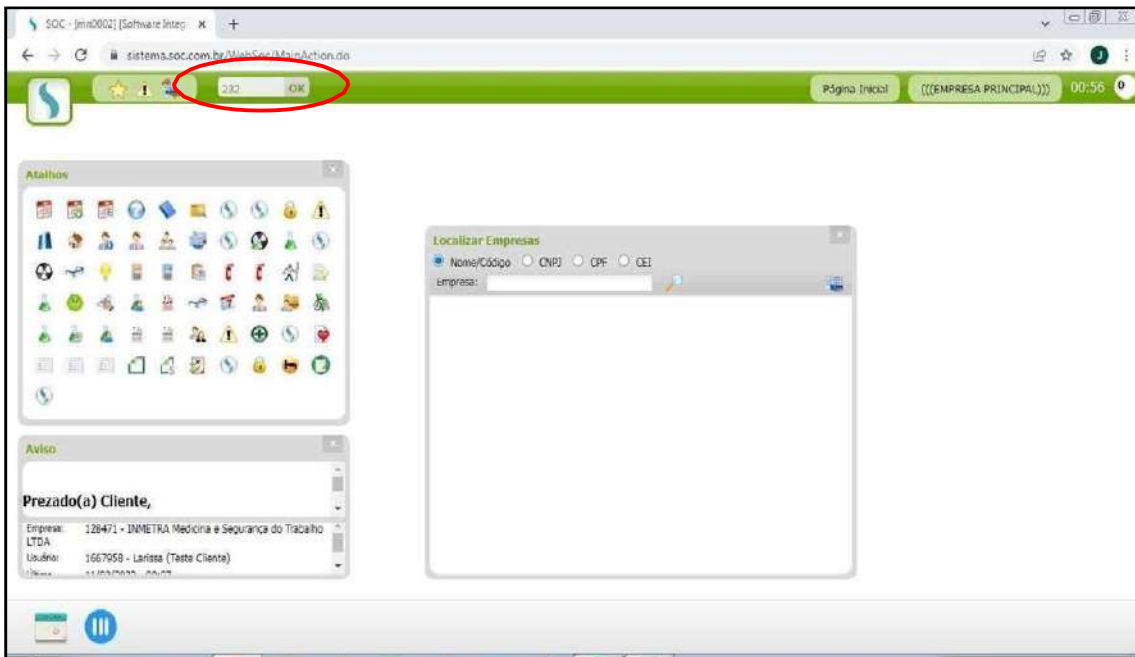 SOC - [min0002] [Software Integ
sistema.soc.com.br/WebSoc/MainAction.do
J
232 OK
Página Inicial
(((EMPRESA PRINCIPAL)))
00:56
0
Atalhos
Localizar Empresas
Nome/Código CNPJ CPF CEI
Empresa:
Aviso
Prezado(a) Cliente,
Empresa: 128471 - INMETRA Medicina e Segurança do Trabalho
LTDA
Usuário: 1667958 - Larissa (Teste Cliente)